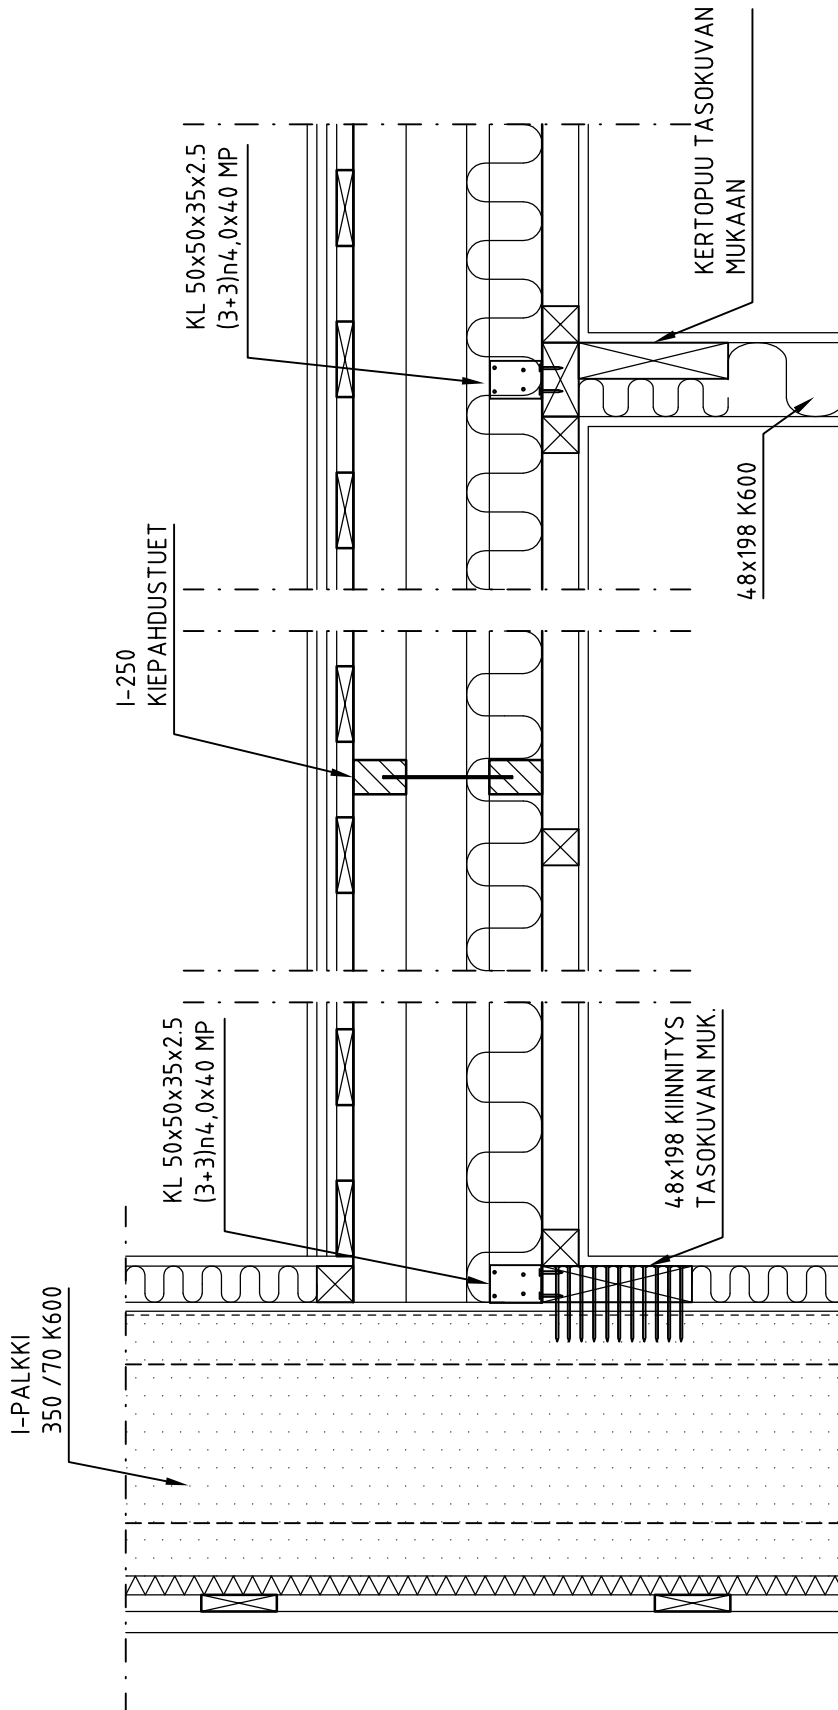 I-PALKKI
350 /70 K600
KL 50x50x35x2.5
(3+3)n4,0x40 MP
48x198 KIINNITYS
TASOKUVAN MUK.
I-250
KIEPAHDUSTUET
KL 50x50x35x2.5
(3+3)n4,0x40 MP
48x198 K600
KERTOPUU TASOKUVAN
MUKAAN